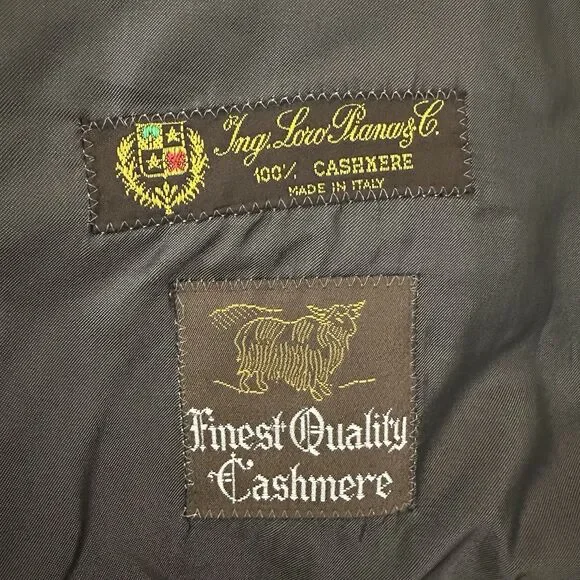 Ing. Loro Piana & C.
100% CASHMERE
MADE IN ITALY
Finest Quality
Cashmere